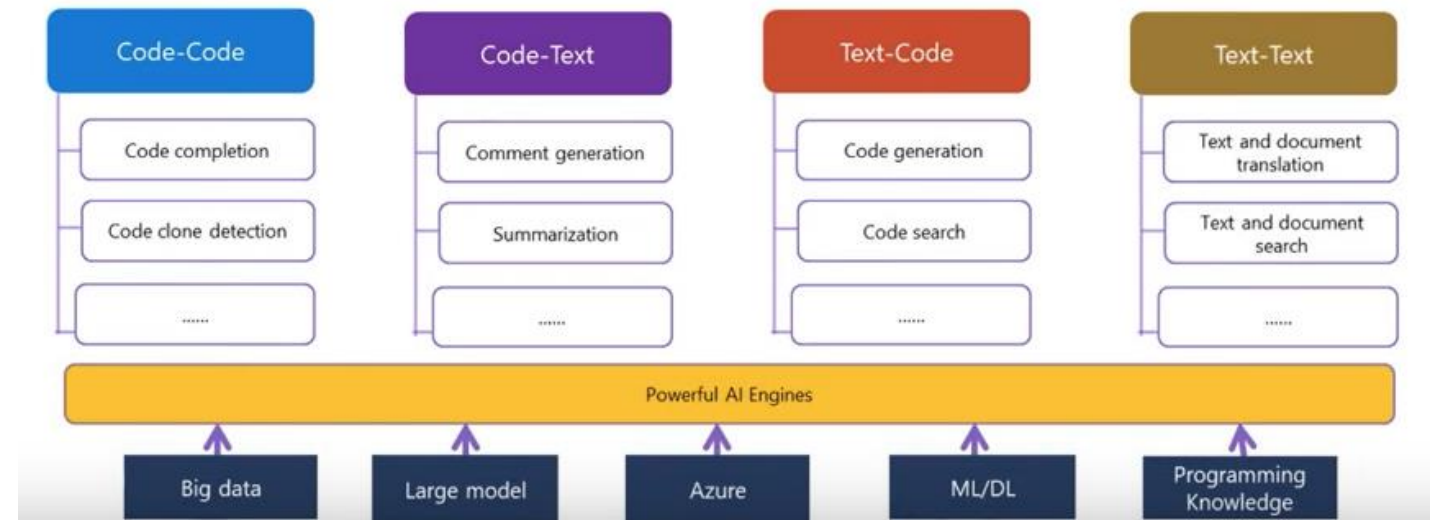 Code-Code
Code completion
Code clone detection
......
Code-Text
Comment generation
Summarization
......
Text-Code
Code generation
Code search
......
Text-Text
Text and document
translation
Text and document
search
......
Powerful AI Engines
Big data
Large model
Azure
ML/DL
Programming
Knowledge